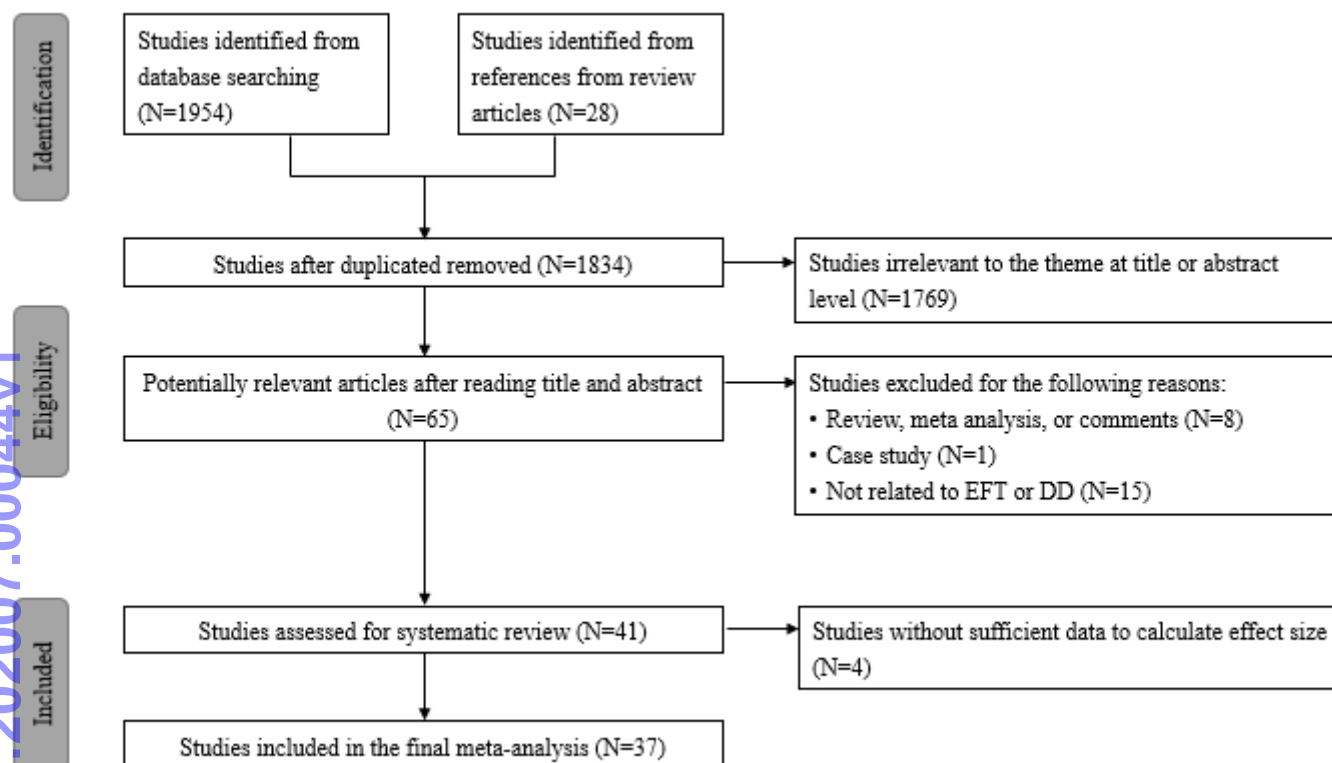 Identification
Studies identified from
database searching
(N=1954)
Studies identified from
references from review
articles (N=28)
Studies after duplicated removed (N=1834)
Studies irrelevant to the theme at title or abstract
level (N=1769)
Eligibility
Potentially relevant articles after reading title and abstract
(N=65)
Studies excluded for the following reasons:
• Review, meta analysis, or comments (N=8)
• Case study (N=1)
• Not related to EFT or DD (N=15)
Included
Studies assessed for systematic review (N=41)
Studies without sufficient data to calculate effect size
(N=4)
Studies included in the final meta-analysis (N=37)